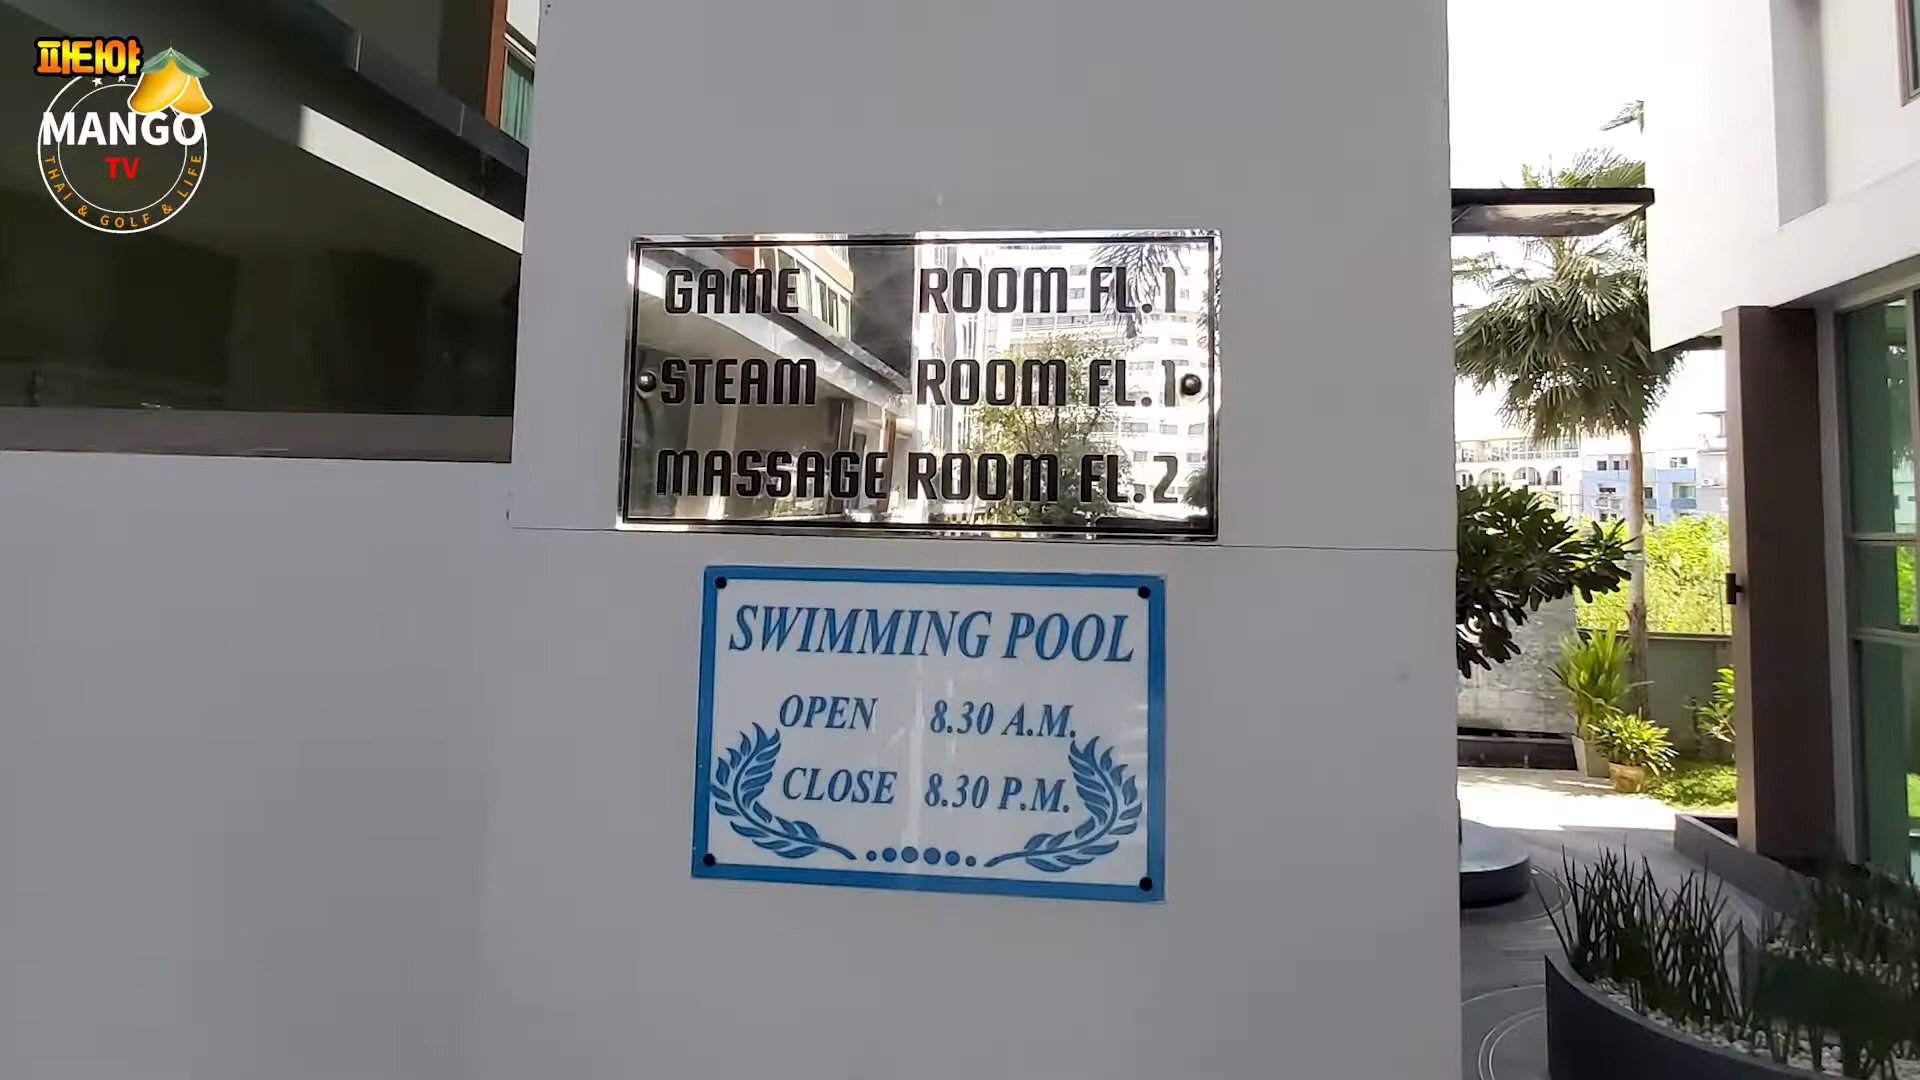 파타야
MANGO
TV
THAI & GOLF & LIFE
GAME ROOM FL.1
STEAM ROOM FL.1
MASSAGE ROOM FL.2
SWIMMING POOL
OPEN 8.30 A.M.
CLOSE 8.30 P.M.